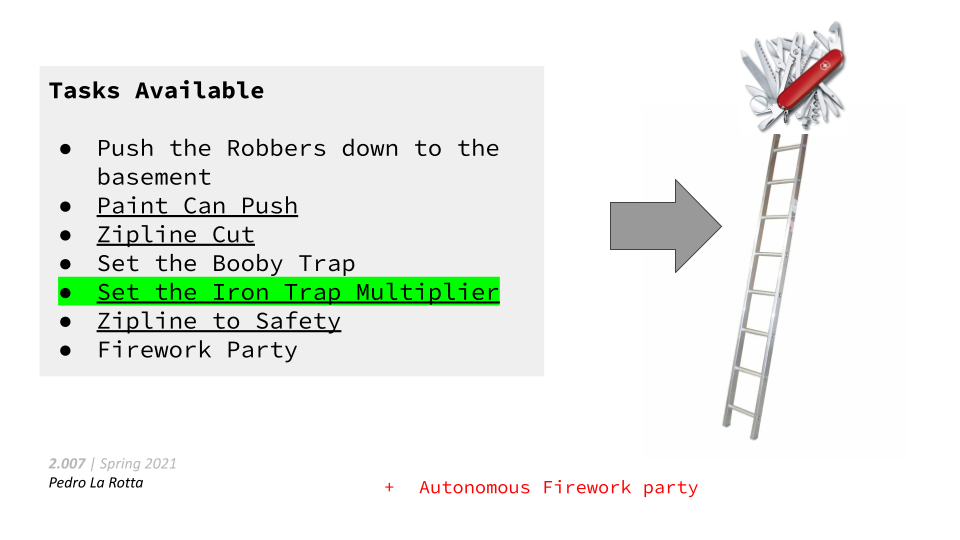 Tasks Available
● Push the Robbers down to the
basement
● Paint Can Push
● Zipline Cut
● Set the Booby Trap
● Set the Iron Trap Multiplier
● Zipline to Safety
● Firework Party
2.007 | Spring 2021
Pedro La Rotta
+ Autonomous Firework party